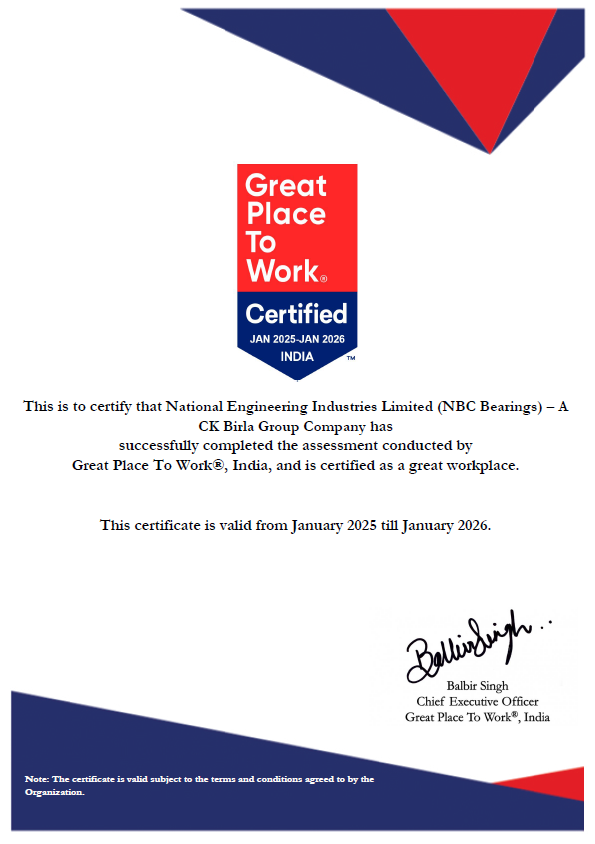 Great
Place
To
Work®
Certified
JAN 2025-JAN 2026
INDIA
™
This is to certify that National Engineering Industries Limited (NBC Bearings) – A
CK Birla Group Company has
successfully completed the assessment conducted by
Great Place To Work®, India, and is certified as a great workplace.
This certificate is valid from January 2025 till January 2026.
Balbir Singh
Balbir Singh
Chief Executive Officer
Great Place To Work®, India
Note: The certificate is valid subject to the terms and conditions agreed to by the
Organization.